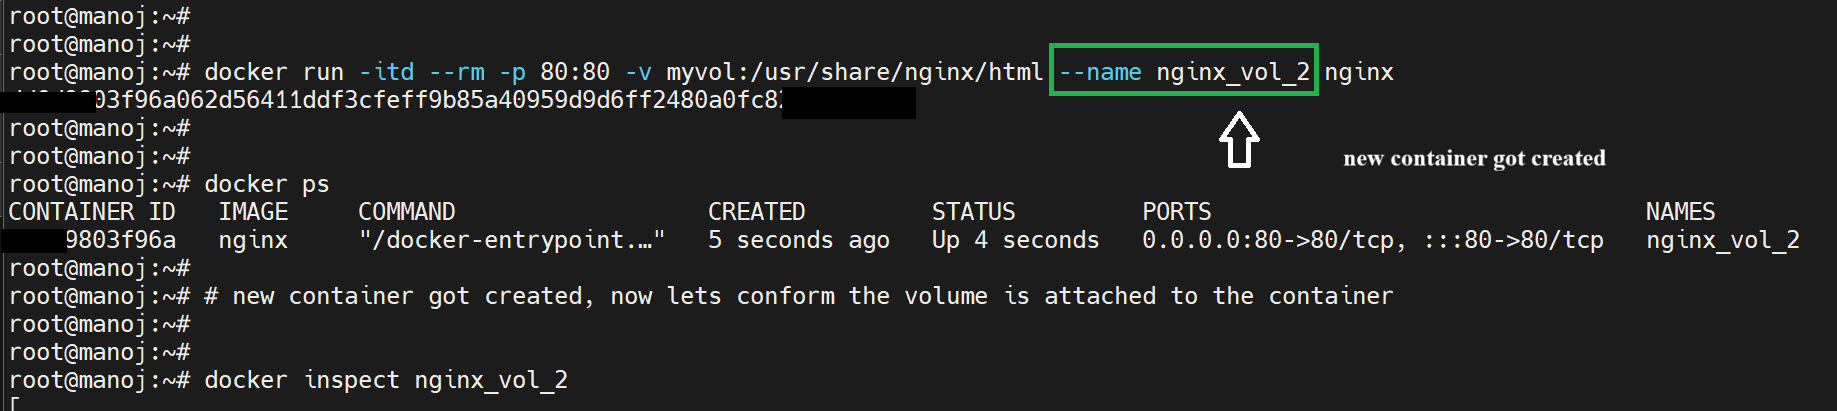 root@manoj:~#
root@manoj:~#
root@manoj:~# docker run -itd --rm -p 80:80 -v myvol:/usr/share/nginx/html --name nginx_vol_2 nginx
03f96a062d56411ddf3cfeff9b85a40959d9d6ff2480a0fc82
root@manoj:~#
root@manoj:~#
new container got created
root@manoj:~# docker ps
CONTAINER ID IMAGE COMMAND CREATED STATUS PORTS NAMES
9803f96a nginx "/docker-entrypoint.…" 5 seconds ago Up 4 seconds 0.0.0.0:80->80/tcp, :::80->80/tcp nginx_vol_2
root@manoj:~#
root@manoj:~# # new container got created, now lets conform the volume is attached to the container
root@manoj:~#
root@manoj:~#
root@manoj:~# docker inspect nginx_vol_2
[